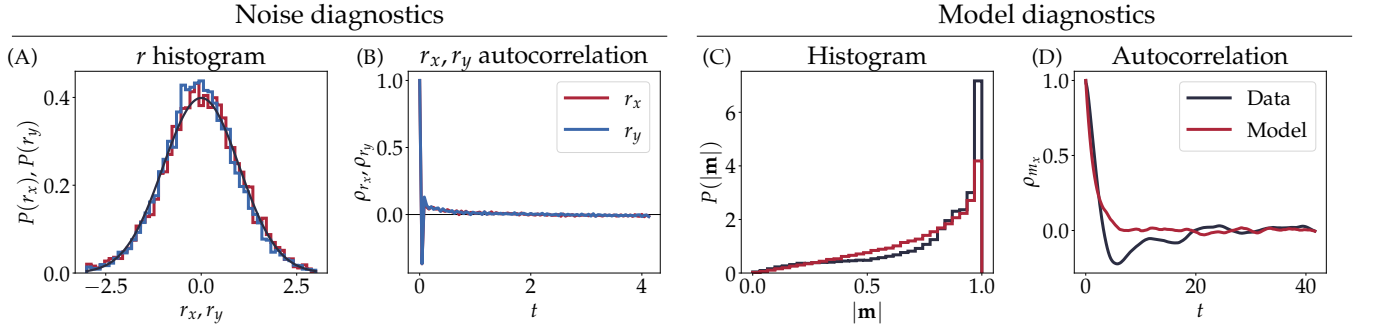 Noise diagnostics
Model diagnostics
(A)
r histogram
P(r_x), P(r_y)
0.4
0.2
0.0
−2.5
0.0
2.5
r_x, r_y
(B)
r_x, r_y autocorrelation
ρ_{r_x}, ρ_{r_y}
1.0
0.5
0.0
0
2
4
t
r_x
r_y
(C)
Histogram
P(|m|)
6
4
2
0
0.0
0.5
1.0
|m|
(D)
Autocorrelation
ρ_{m_x}
1.0
0.5
0.0
0
20
40
t
Data
Model